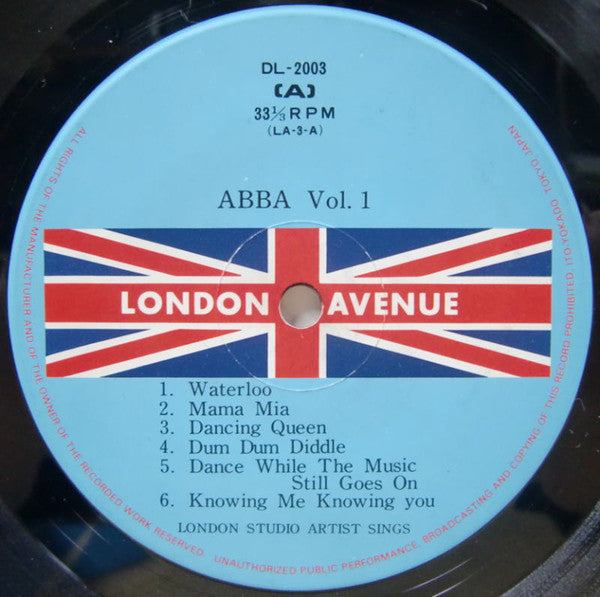 DL-2003
(A)
33⅓RPM
(LA-3-A)
ABBA Vol. 1
LONDON AVENUE
1. Waterloo
2. Mama Mia
3. Dancing Queen
4. Dum Dum Diddle
5. Dance While The Music
Still Goes On
6. Knowing Me Knowing you
LONDON STUDIO ARTIST SINGS
ALL RIGHTS OF THE MANUFACTURER AND OF THE OWNER OF THE RECORDED WORK RESERVED. UNAUTHORIZED PUBLIC PERFORMANCE, BROADCASTING AND COPYING OF THIS RECORD PROHIBITED ITO-YOKADO TOKYO JAPAN